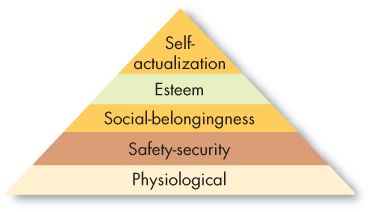 Self-
actualization
Esteem
Social-belongingness
Safety-security
Physiological